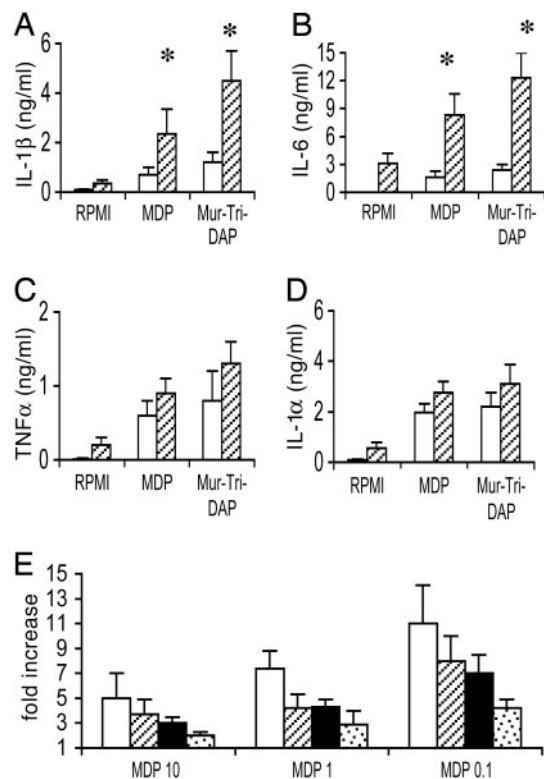 A
B
IL-1β (ng/ml)
6
4
2
0
*
*
RPMI
MDP
Mur-Tri-
DAP
IL-6 (ng/ml)
15
12
9
6
3
0
*
*
RPMI
MDP
Mur-Tri-
DAP
C
D
TNFα (ng/ml)
2
1
0
RPMI
MDP
Mur-Tri-
DAP
IL-1α (ng/ml)
6
4
2
0
RPMI
MDP
Mur-Tri-
DAP
E
fold increase
15
13
11
9
7
5
3
1
MDP 10
MDP 1
MDP 0.1